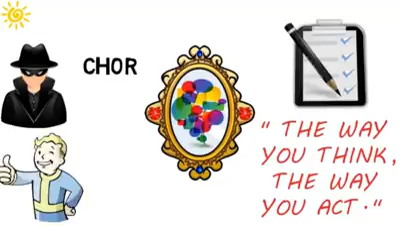 CHOR
" THE WAY
YOU THINK,
THE WAY
YOU ACT."